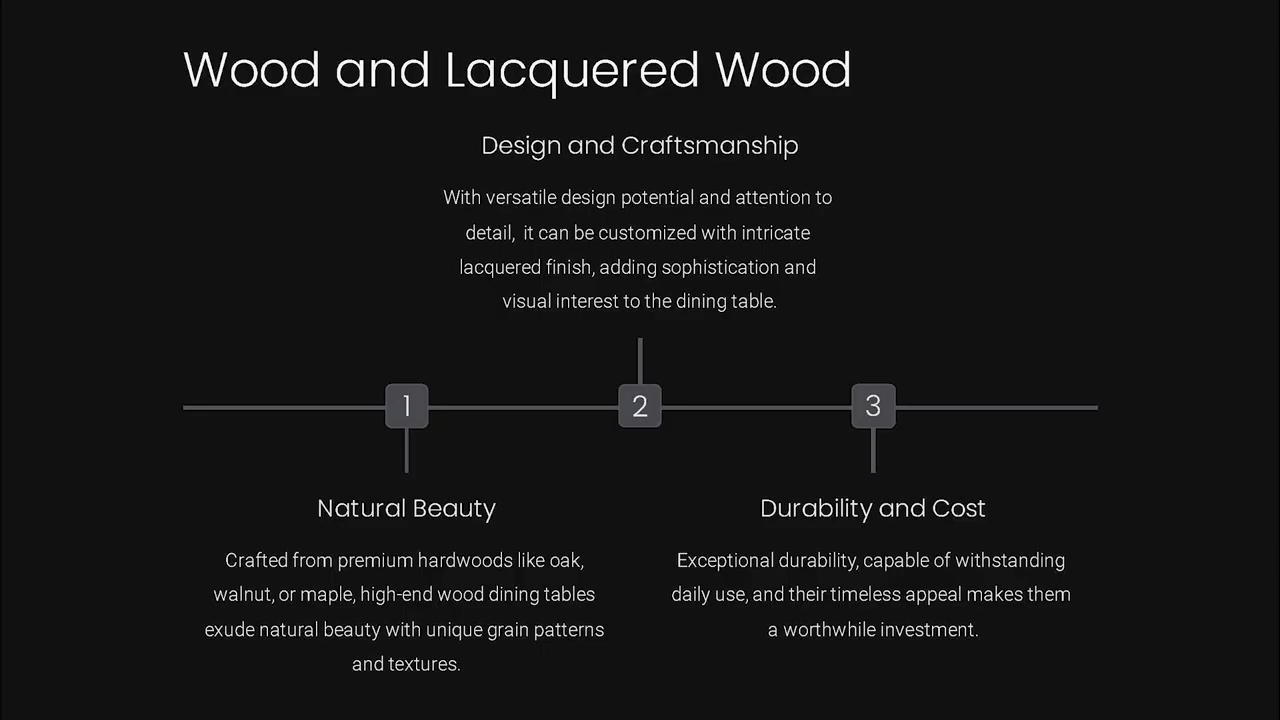 Wood and Lacquered Wood
Design and Craftsmanship
With versatile design potential and attention to
detail,  it can be customized with intricate
lacquered finish, adding sophistication and
visual interest to the dining table.
1
2
3
Natural Beauty
Crafted from premium hardwoods like oak,
walnut, or maple, high-end wood dining tables
exude natural beauty with unique grain patterns
and textures.
Durability and Cost
Exceptional durability, capable of withstanding
daily use, and their timeless appeal makes them
a worthwhile investment.